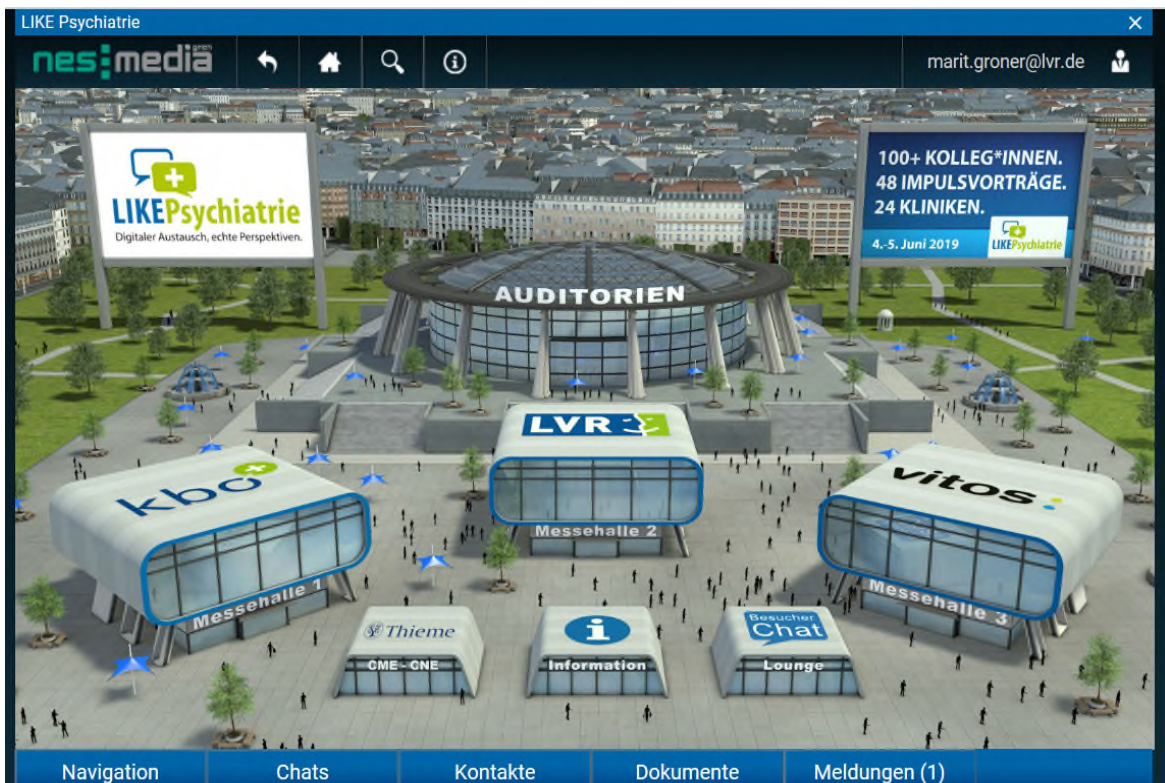 LIKE Psychiatrie
nes media gmbh
marit.groner@lvr.de
LIKEPsychiatrie
Digitaler Austausch, echte Perspektiven.
100+ KOLLEG*INNEN.
48 IMPULSVORTRÄGE.
24 KLINIKEN.
4.-5. Juni 2019
LIKEPsychiatrie
AUDITORIEN
LVR
kbo
vitos
Messehalle 2
Messehalle 1
Messehalle 3
Thieme
Besucher
Chat
CME - CNE
Information
Lounge
Navigation
Chats
Kontakte
Dokumente
Meldungen (1)